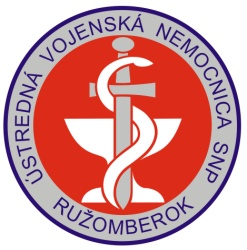 ÚSTREDNÁ VOJENSKÁ NEMOCNICA SNP
RUŽOMBEROK